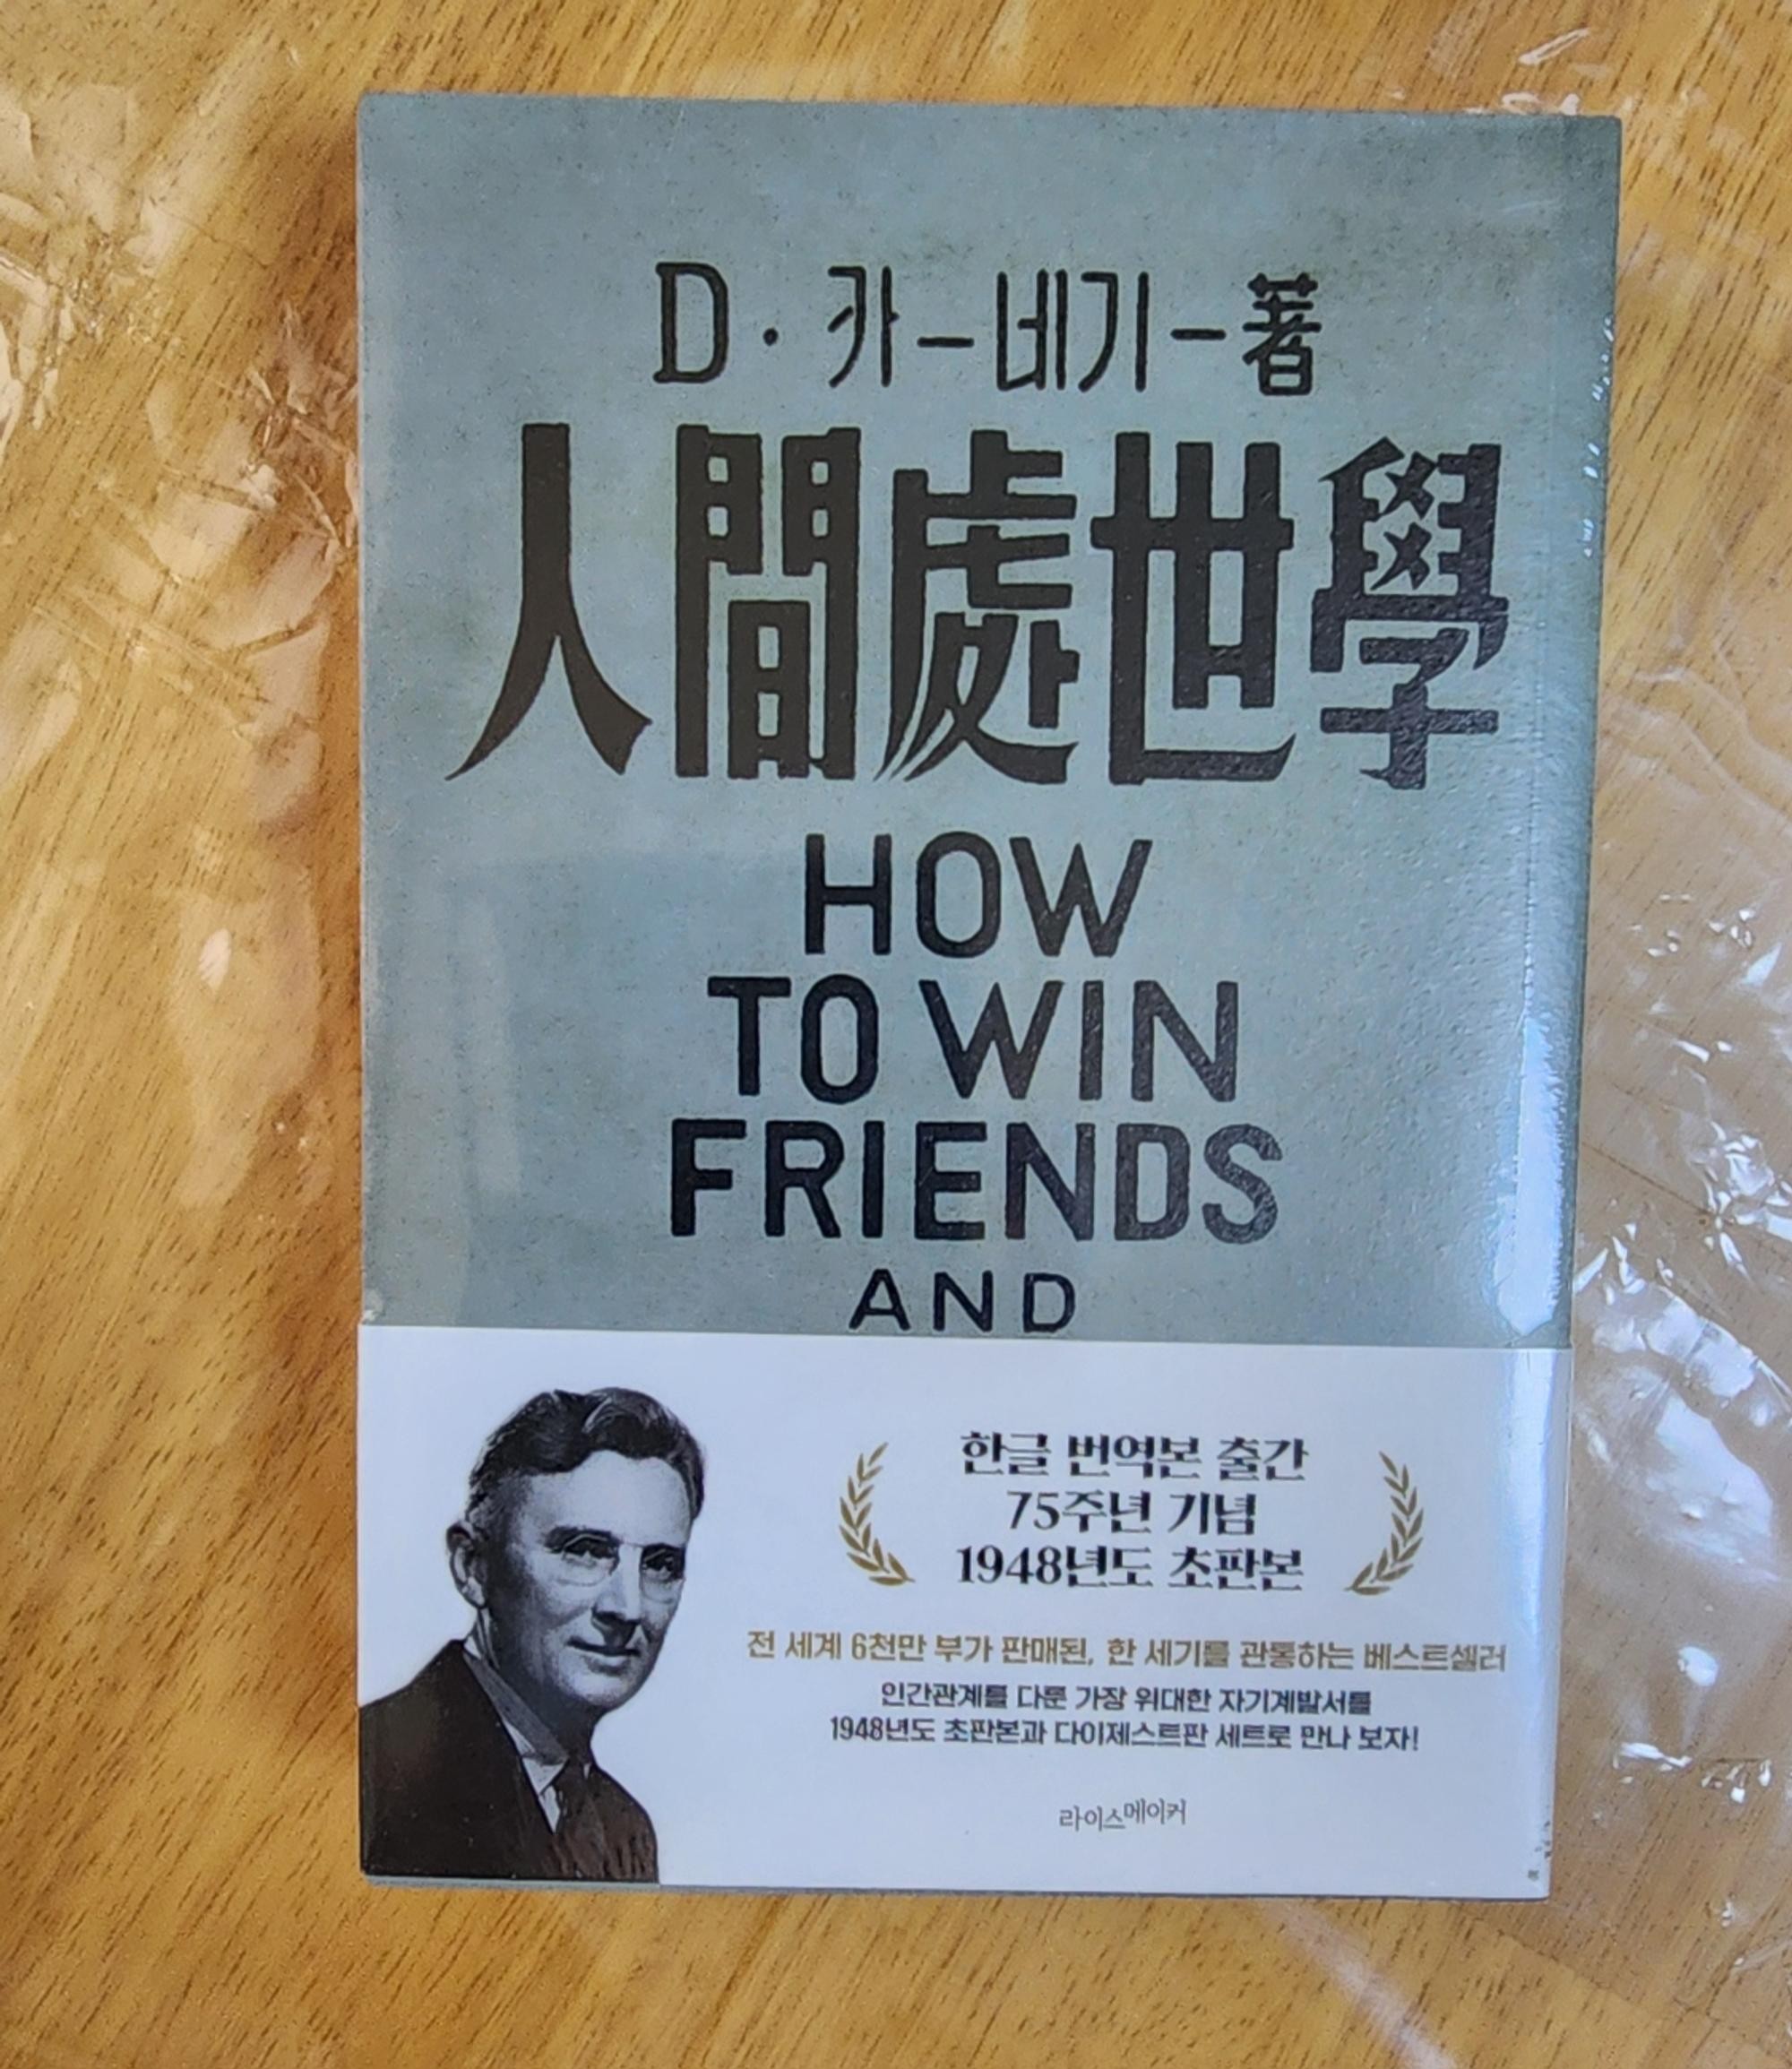 D·카–네기–著
人間處世學
HOW
TO WIN
FRIENDS
AND
한글 번역본 출간
75주년 기념
1948년도 초판본
전 세계 6천만 부가 판매된, 한 세기를 관통하는 베스트셀러
인간관계를 다룬 가장 위대한 자기계발서를
1948년도 초판본과 다이제스트판 세트로 만나 보자!
라이스메이커